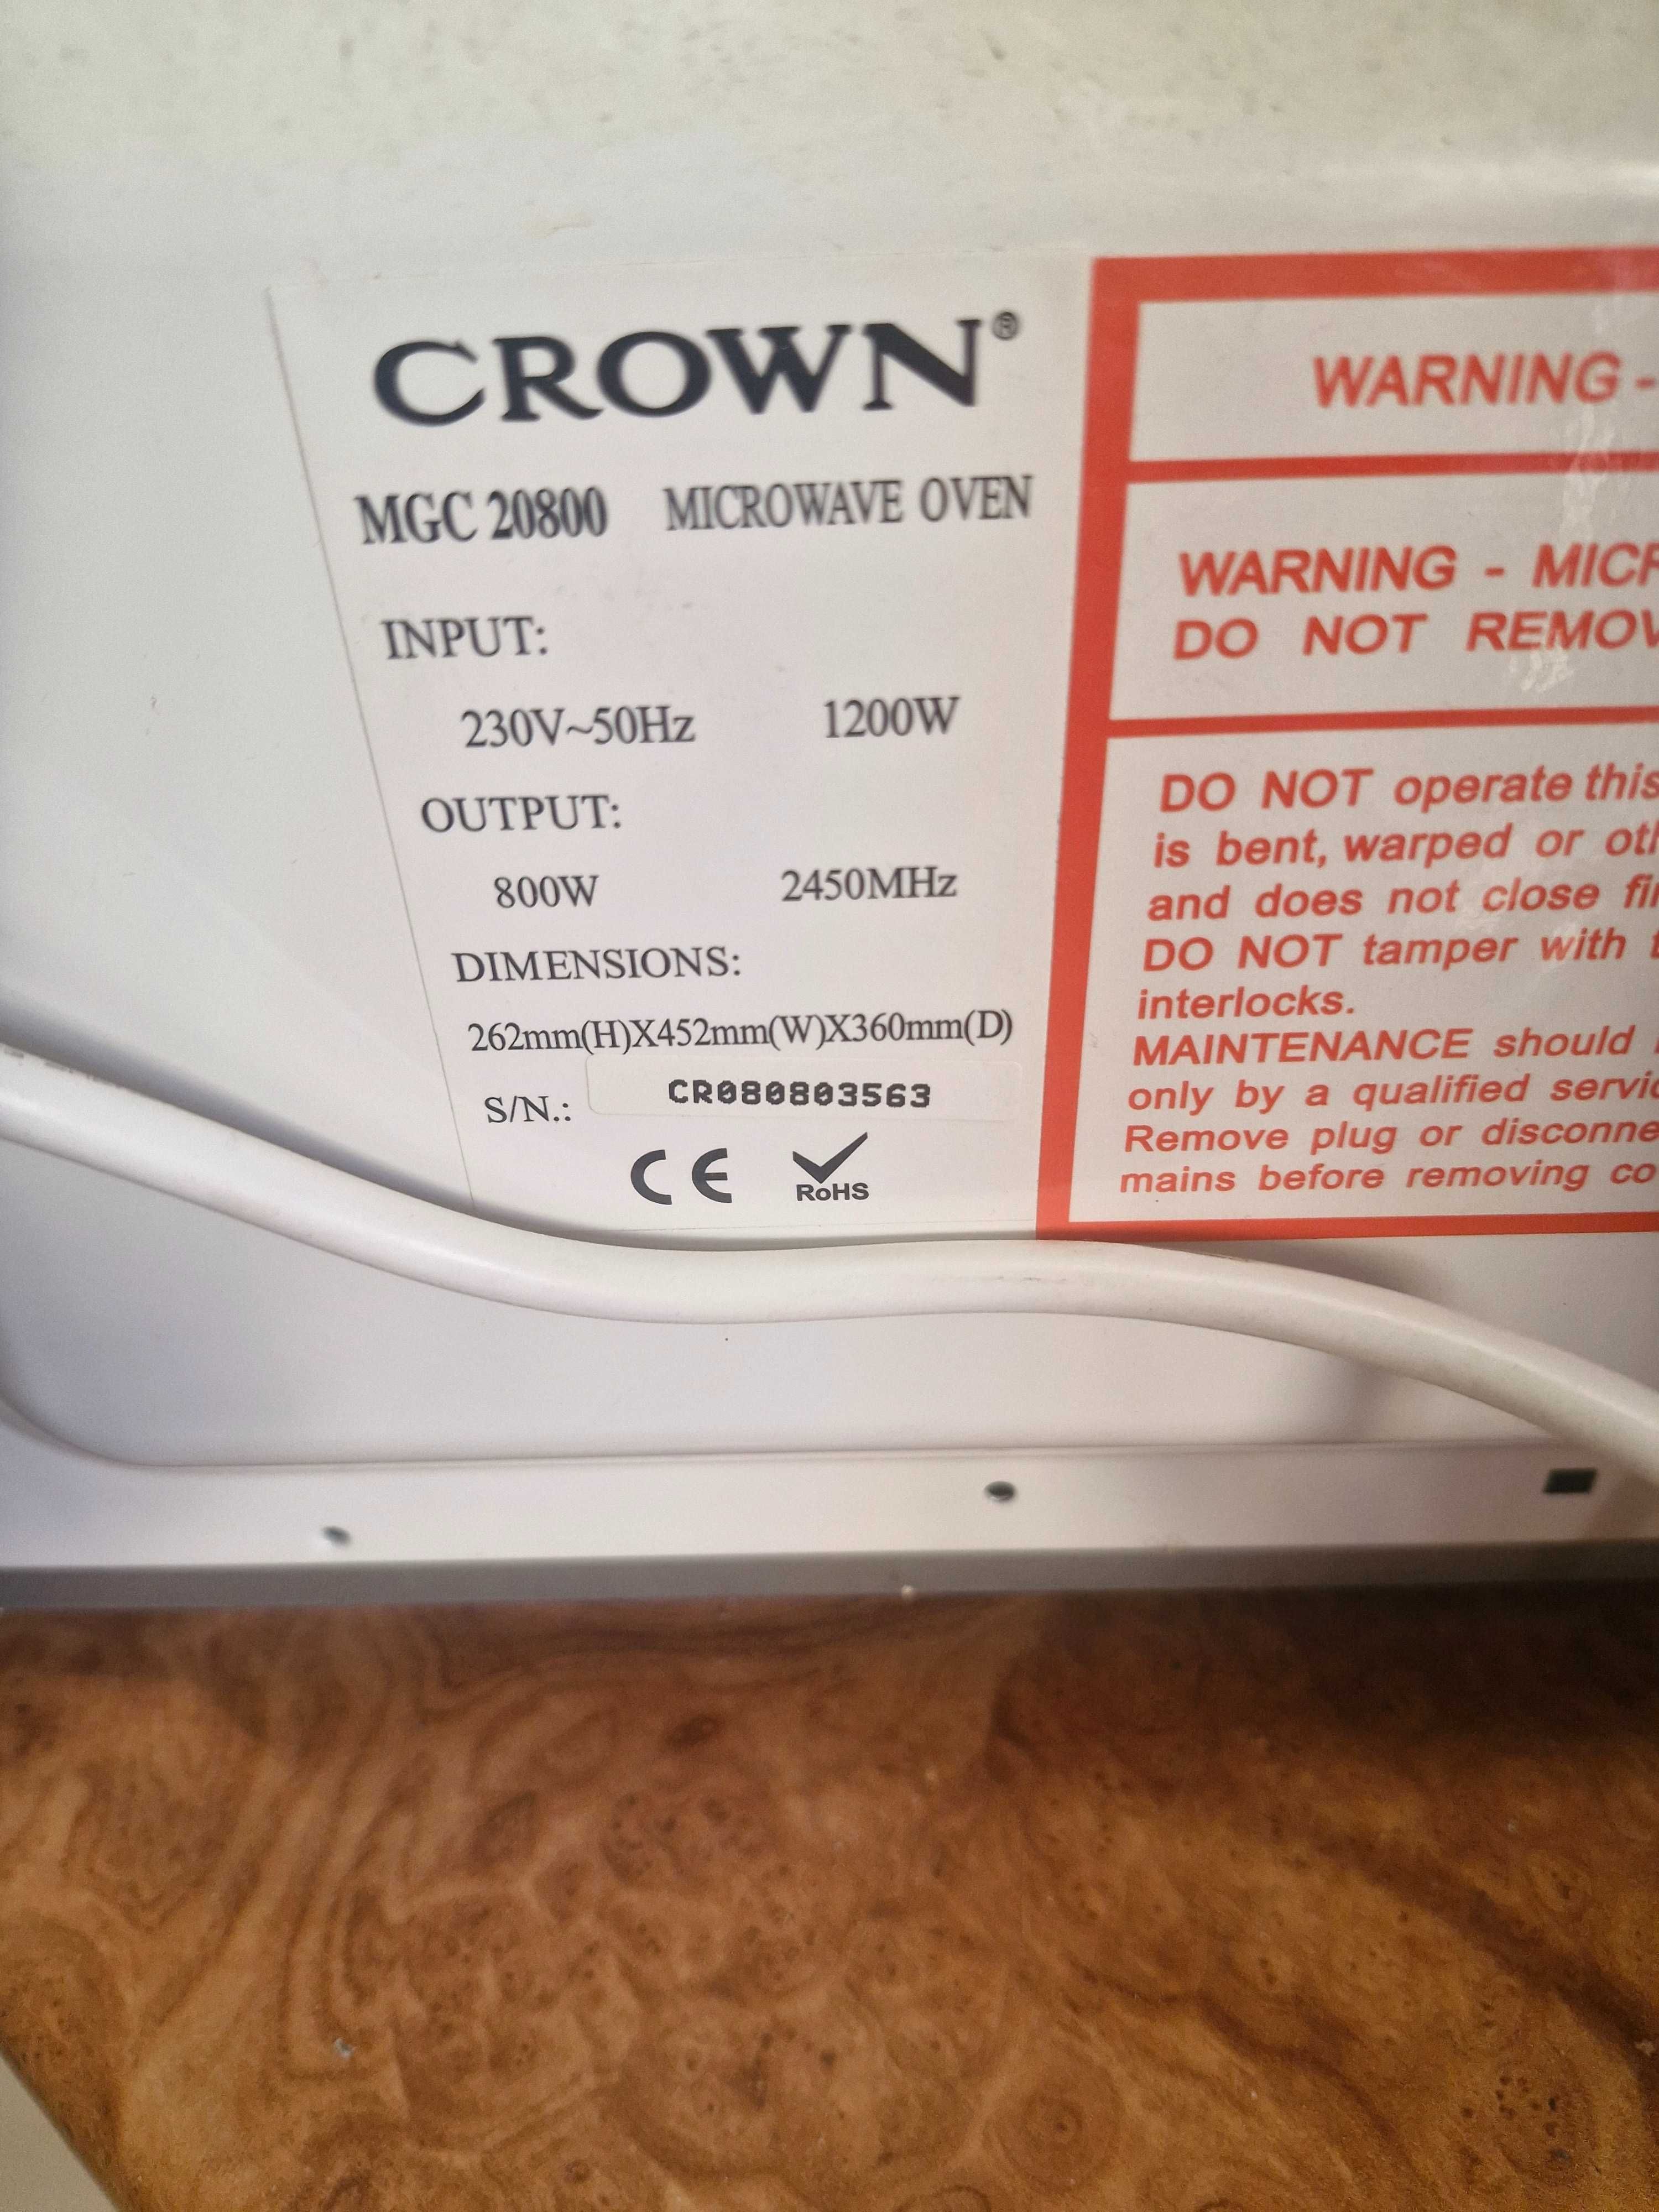 CROWN®
MGC 20800 MICROWAVE OVEN
INPUT:
230V~50Hz 1200W
OUTPUT:
800W 2450MHz
DIMENSIONS:
262mm(H)X452mm(W)X360mm(D)
S/N.: CR080803563
CE RoHS
WARNING -
WARNING - MICR
DO NOT REMOV
DO NOT operate this
is bent, warped or oth
and does not close fir
DO NOT tamper with t
interlocks.
MAINTENANCE should
only by a qualified servic
Remove plug or disconne
mains before removing co